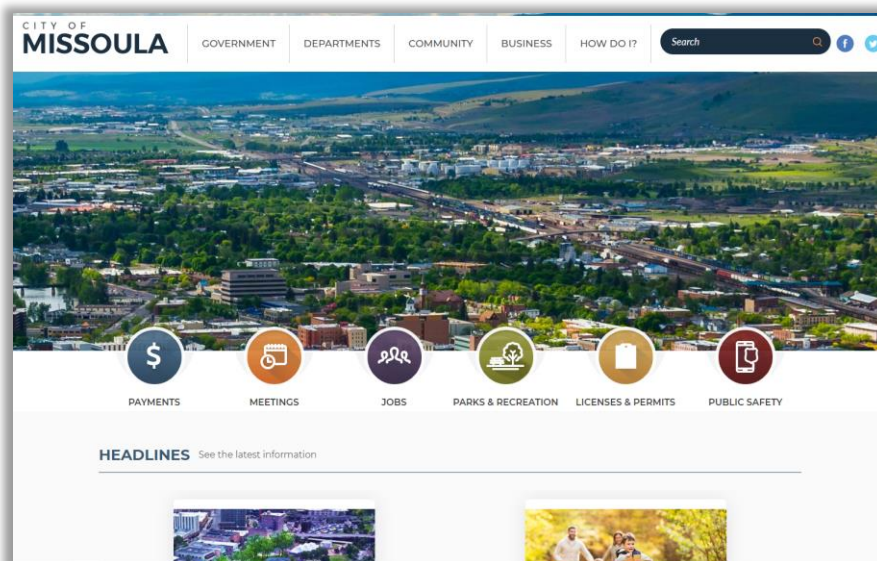 CITY OF
MISSOULA
GOVERNMENT
DEPARTMENTS
COMMUNITY
BUSINESS
HOW DO I?
Search
PAYMENTS
MEETINGS
JOBS
PARKS & RECREATION
LICENSES & PERMITS
PUBLIC SAFETY
HEADLINES See the latest information